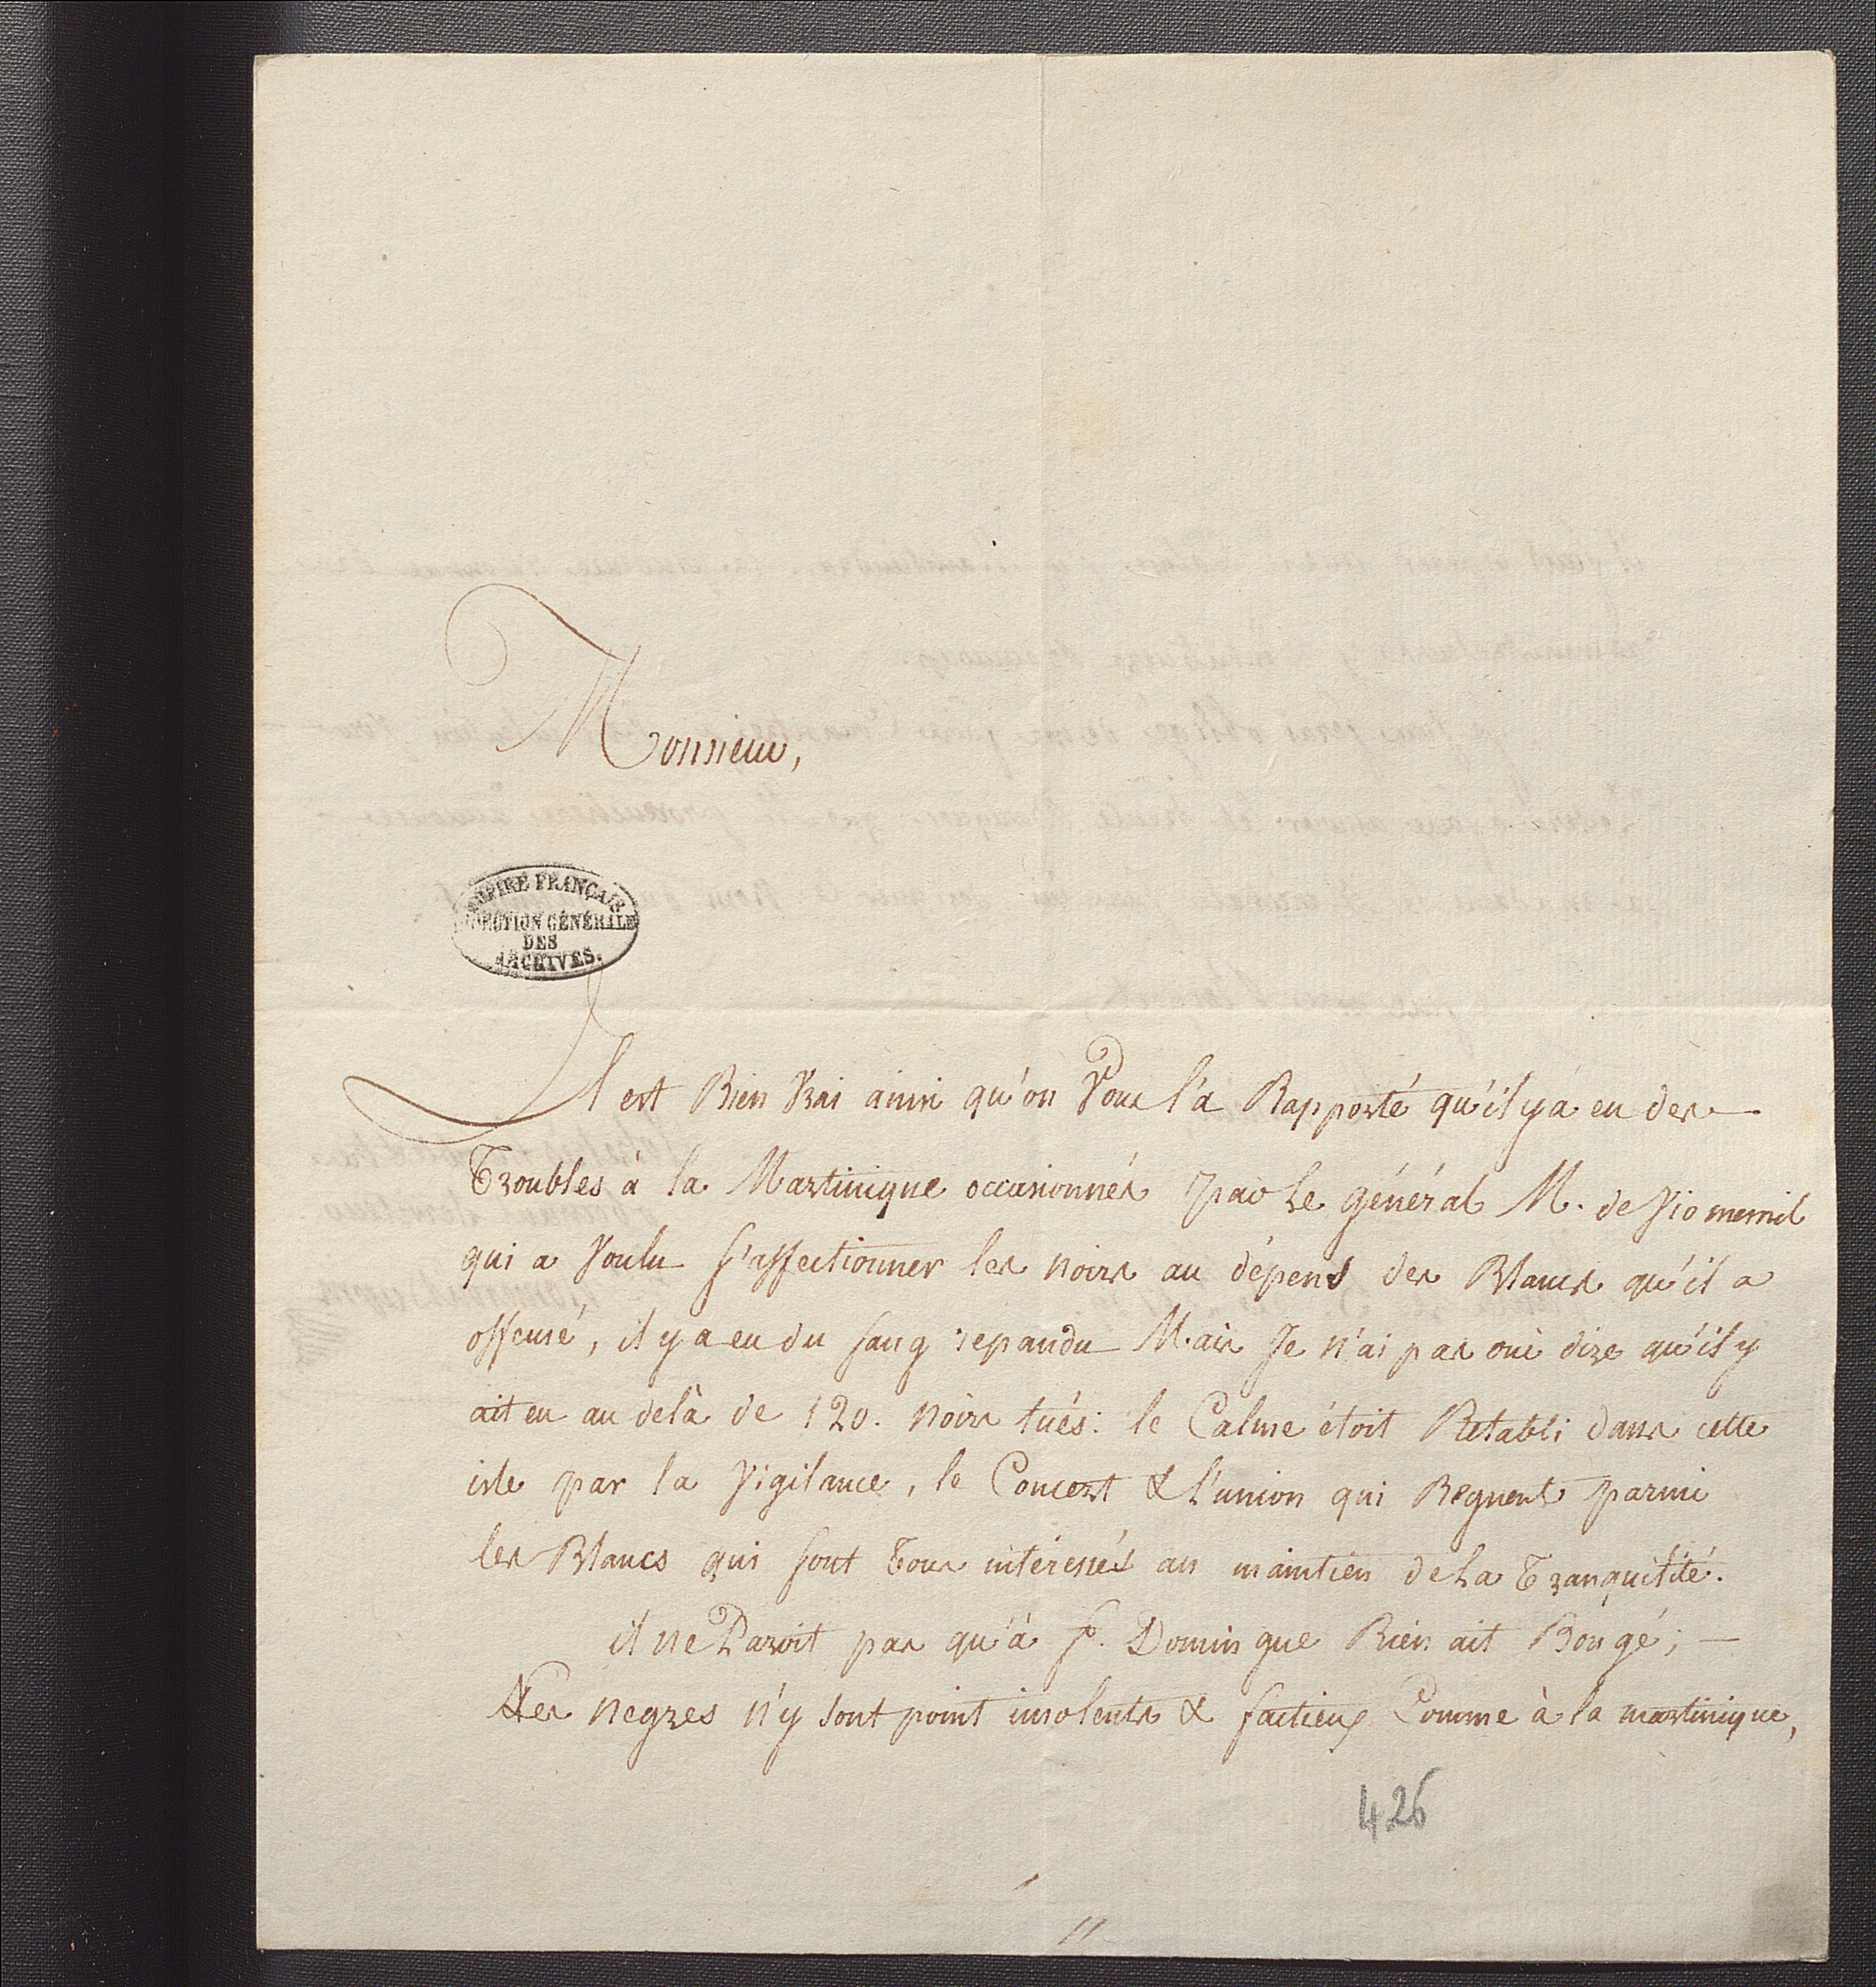 Monsieur,
EMPIRE FRANÇAIS
DIRECTION GÉNÉRALE
DES
ARCHIVES.
Il est Bien Vrai ainsi qu'on Vous l'a Rapporté qu'il y a eu des
Troubles à la Martinique occasionnés par Le général M. de Viomemil
qui a Voulu s'affectionner les noirs au dépend des Blancs qu'il a
offensé, il y a eu du sang repandu Mais Je n'ai pas oui dire qu'il y
ait eu au delà de 120. noirs tués: le Calme étoit Retabli dans cette
isle par la Vigilance, le Concert & l'union qui Regnent parmi
les Blancs qui sont Tous intéressés au maintien de La Tranquilité.
il ne Paroit pas qu'à St. Domingue Rien ait Bougé;
Les negres n'y sont point insolents & factieux Comme à la martinique,
426